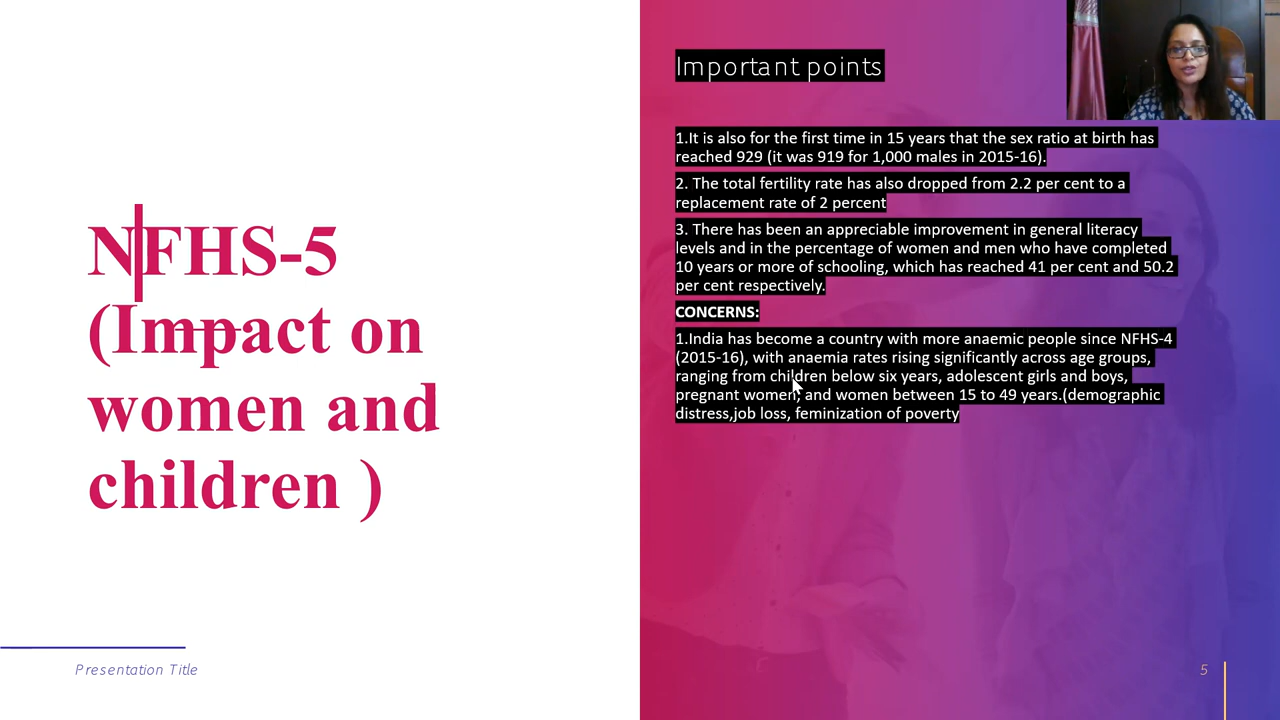 NFHS-5
(Impact on
women and
children )
Presentation Title
Important points
1.It is also for the first time in 15 years that the sex ratio at birth has
reached 929 (it was 919 for 1,000 males in 2015-16).
2. The total fertility rate has also dropped from 2.2 per cent to a
replacement rate of 2 percent
3. There has been an appreciable improvement in general literacy
levels and in the percentage of women and men who have completed
10 years or more of schooling, which has reached 41 per cent and 50.2
per cent respectively.
CONCERNS:
1.India has become a country with more anaemic people since NFHS-4
(2015-16), with anaemia rates rising significantly across age groups,
ranging from children below six years, adolescent girls and boys,
pregnant women, and women between 15 to 49 years.(demographic
distress,job loss, feminization of poverty
5